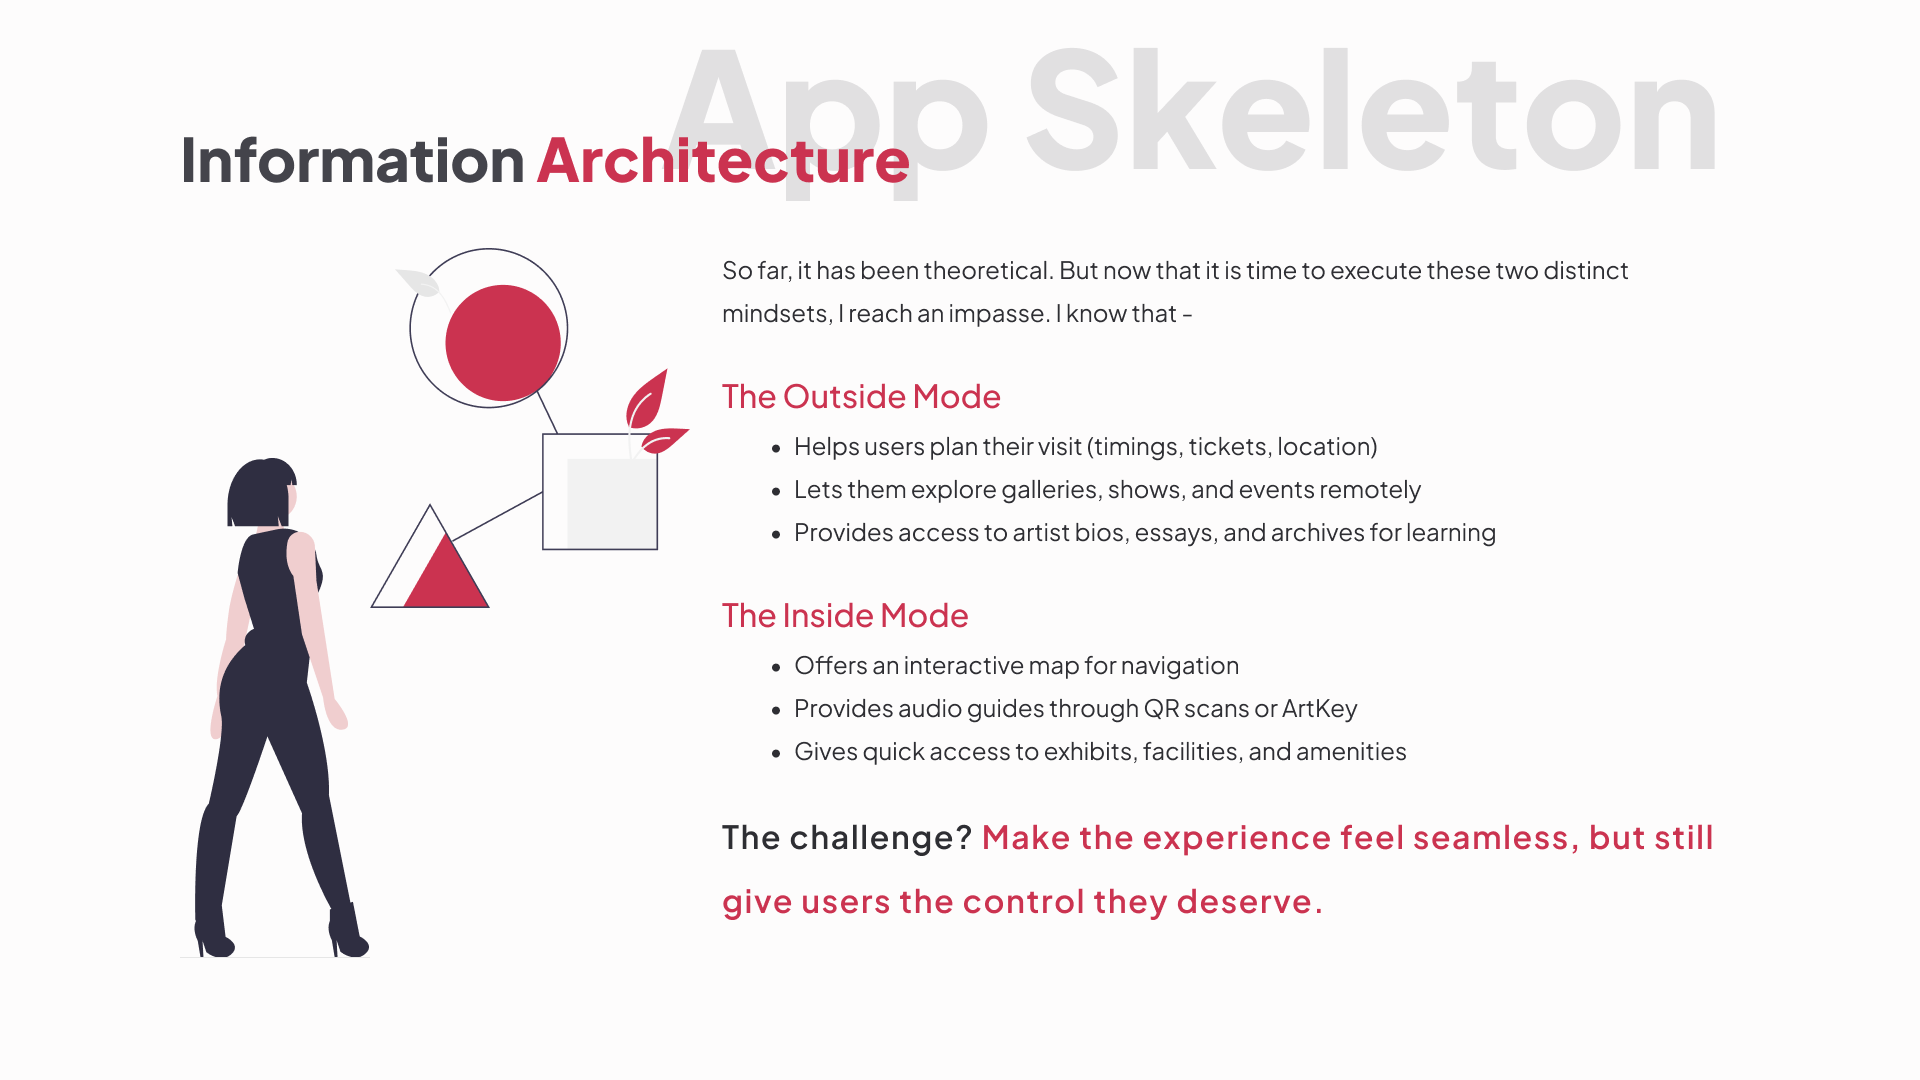 App Skeleton
Information Architecture
So far, it has been theoretical. But now that it is time to execute these two distinct
mindsets, I reach an impasse. I know that -
The Outside Mode
• Helps users plan their visit (timings, tickets, location)
• Lets them explore galleries, shows, and events remotely
• Provides access to artist bios, essays, and archives for learning
The Inside Mode
• Offers an interactive map for navigation
• Provides audio guides through QR scans or ArtKey
• Gives quick access to exhibits, facilities, and amenities
The challenge? Make the experience feel seamless, but still
give users the control they deserve.